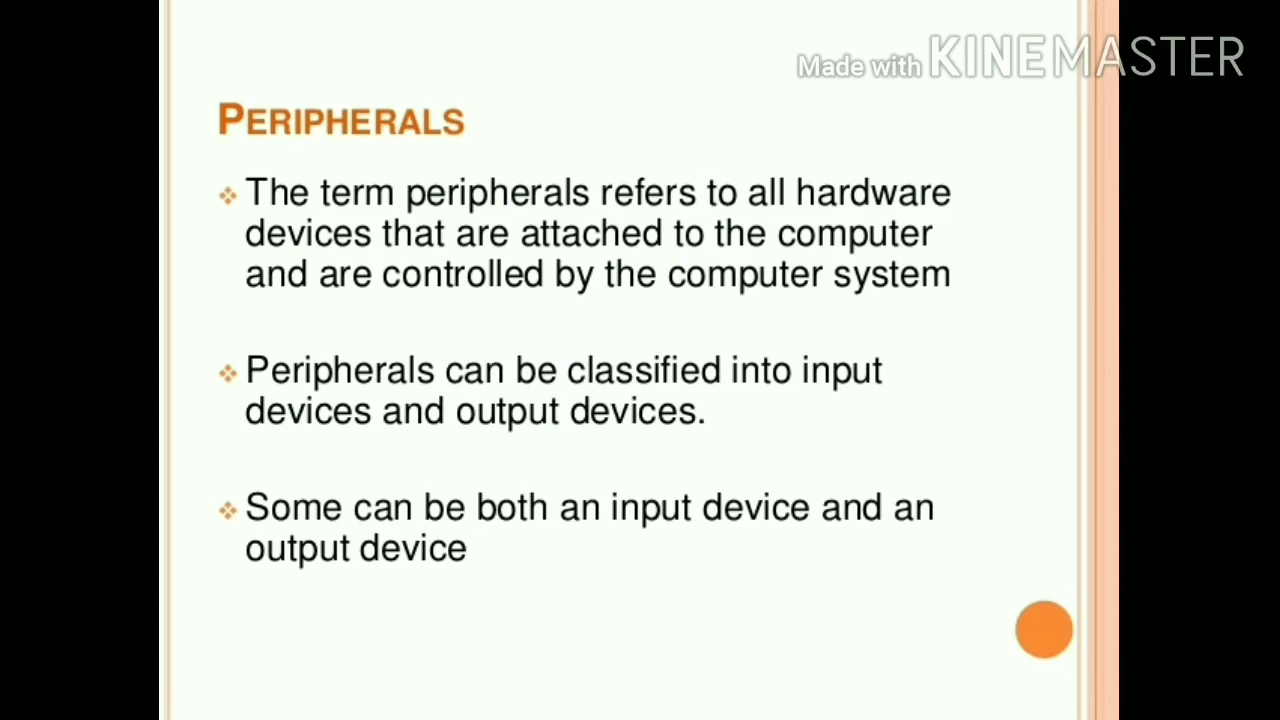 Made with KINEMASTER
PERIPHERALS
The term peripherals refers to all hardware
devices that are attached to the computer
and are controlled by the computer system
Peripherals can be classified into input
devices and output devices.
Some can be both an input device and an
output device